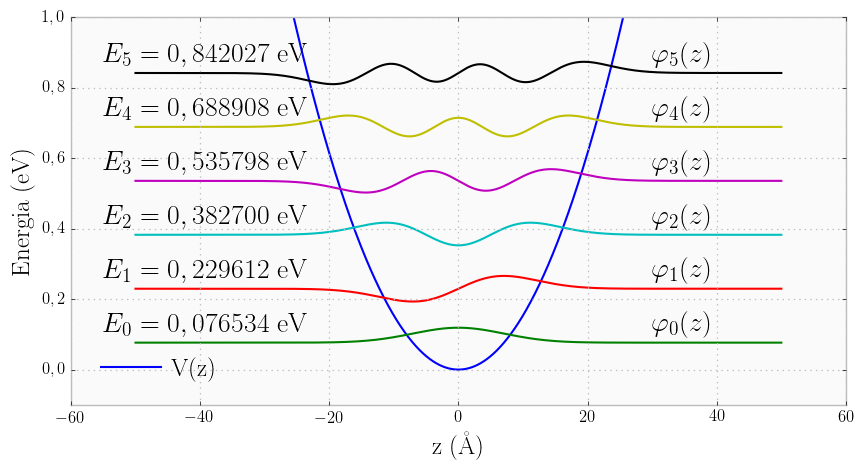 1,0
E₅ = 0,842027 eV
φ₅(z)
0,8
E₄ = 0,688908 eV
φ₄(z)
0,6
E₃ = 0,535798 eV
φ₃(z)
0,4
E₂ = 0,382700 eV
φ₂(z)
0,2
E₁ = 0,229612 eV
φ₁(z)
E₀ = 0,076534 eV
φ₀(z)
0,0
V(z)
Energia (eV)
−60 −40 −20 0 20 40 60
z (Å)